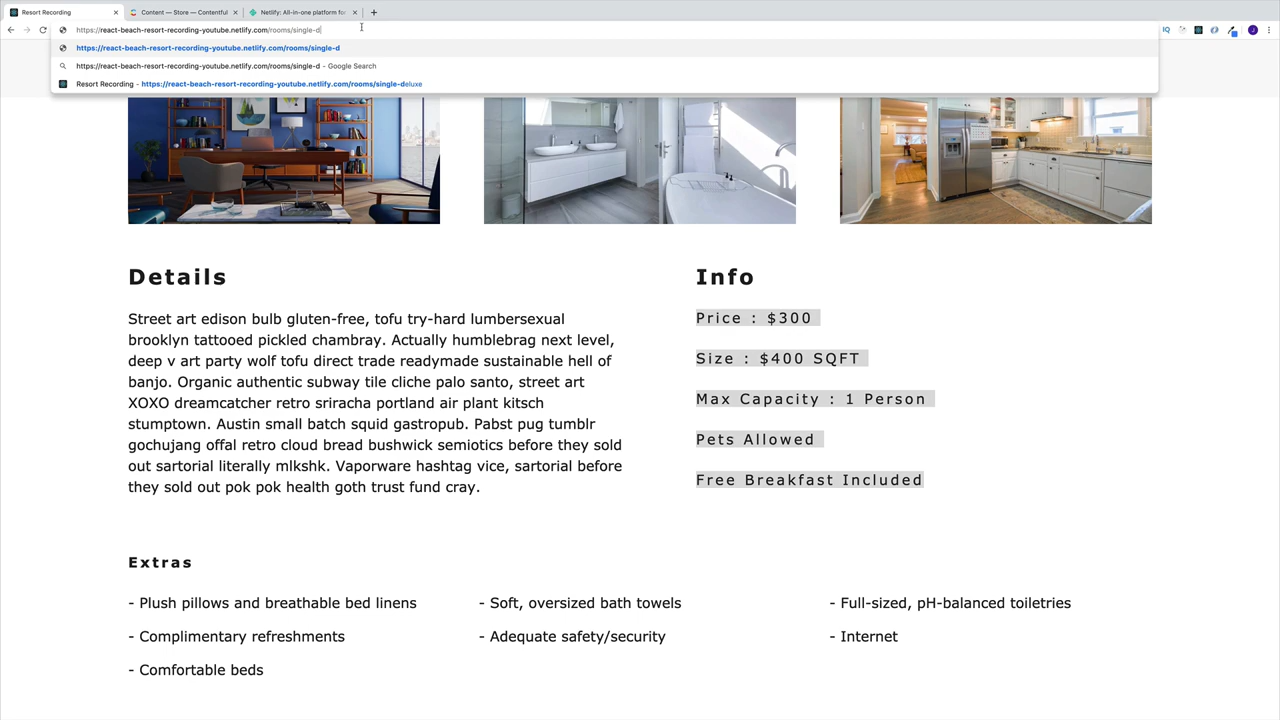 Resort Recording
Content — Store — Contentful
Netlify: All-in-one platform for
https://react-beach-resort-recording-youtube.netlify.com/rooms/single-d
IQ
J
https://react-beach-resort-recording-youtube.netlify.com/rooms/single-d
https://react-beach-resort-recording-youtube.netlify.com/rooms/single-d - Google Search
Resort Recording - https://react-beach-resort-recording-youtube.netlify.com/rooms/single-deluxe
Details
Street art edison bulb gluten-free, tofu try-hard lumbersexual
brooklyn tattooed pickled chambray. Actually humblebrag next level,
deep v art party wolf tofu direct trade readymade sustainable hell of
banjo. Organic authentic subway tile cliche palo santo, street art
XOXO dreamcatcher retro sriracha portland air plant kitsch
stumptown. Austin small batch squid gastropub. Pabst pug tumblr
gochujang offal retro cloud bread bushwick semiotics before they sold
out sartorial literally mlkshk. Vaporware hashtag vice, sartorial before
they sold out pok pok health goth trust fund cray.
Info
Price : $300
Size : $400 SQFT
Max Capacity : 1 Person
Pets Allowed
Free Breakfast Included
Extras
- Plush pillows and breathable bed linens
- Soft, oversized bath towels
- Full-sized, pH-balanced toiletries
- Complimentary refreshments
- Adequate safety/security
- Internet
- Comfortable beds